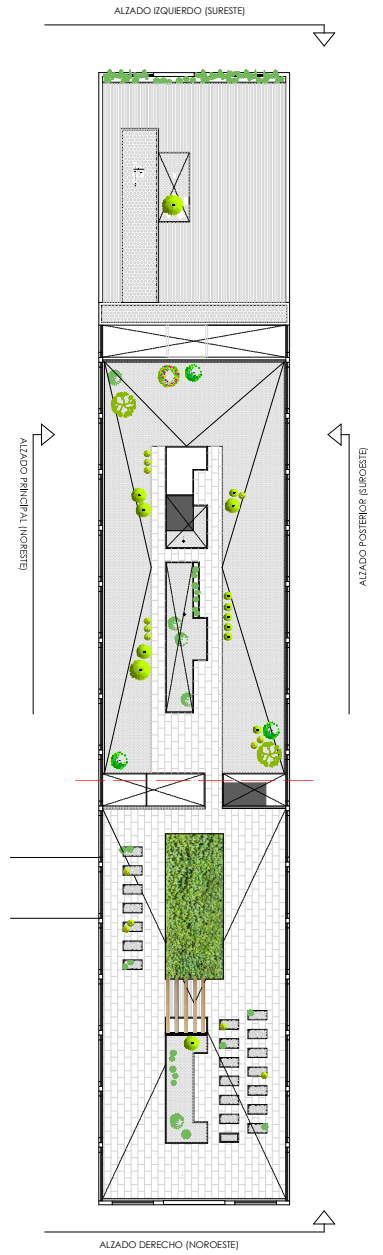 ALZADO IZQUIERDO (SURESTE)
ALZADO PRINCIPAL (NORESTE)
ALZADO POSTERIOR (SUROESTE)
ALZADO DERECHO (NOROESTE)